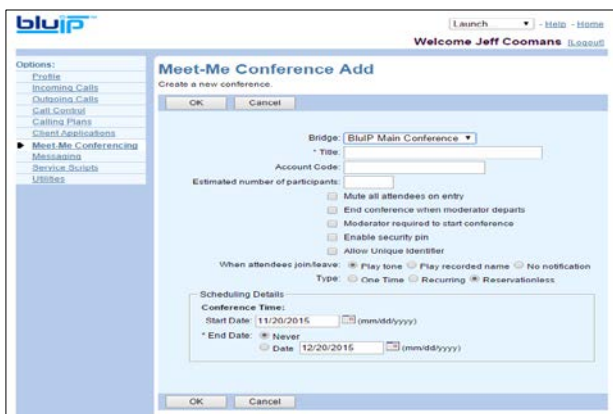 bluip
Launch - Help - Home
Welcome Jeff Coomans [Logout]
Options:
Profile
Incoming Calls
Outgoing Calls
Call Control
Calling Plans
Client Applications
Meet-Me Conferencing
Messaging
Service Scripts
Utilities
Meet-Me Conference Add
Create a new conference.
OK Cancel
Bridge: BluIP Main Conference
* Title:
Account Code:
Estimated number of participants:
Mute all attendees on entry
End conference when moderator departs
Moderator required to start conference
Enable security pin
Allow Unique Identifier
When attendees join/leave: Play tone Play recorded name No notification
Type: One Time Recurring Reservationless
Scheduling Details
Conference Time:
Start Date: 11/20/2015 (mm/dd/yyyy)
* End Date: Never
Date 12/20/2015 (mm/dd/yyyy)
OK Cancel